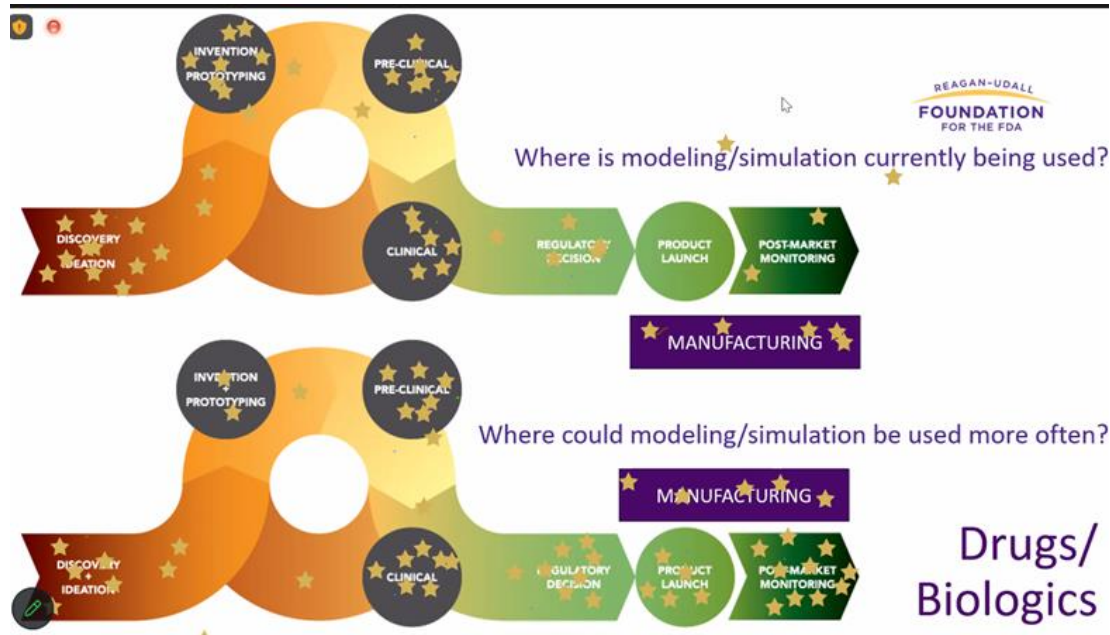 INVENTION
+
PROTOTYPING
PRE-CLINICAL
REAGAN-UDALL
FOUNDATION
FOR THE FDA
Where is modeling/simulation currently being used?
DISCOVERY
+
IDEATION
CLINICAL
REGULATORY
DECISION
PRODUCT
LAUNCH
POST-MARKET
MONITORING
MANUFACTURING
INVENTION
+
PROTOTYPING
PRE-CLINICAL
Where could modeling/simulation be used more often?
MANUFACTURING
DISCOVERY
+
IDEATION
CLINICAL
REGULATORY
DECISION
PRODUCT
LAUNCH
POST-MARKET
MONITORING
Drugs/
Biologics